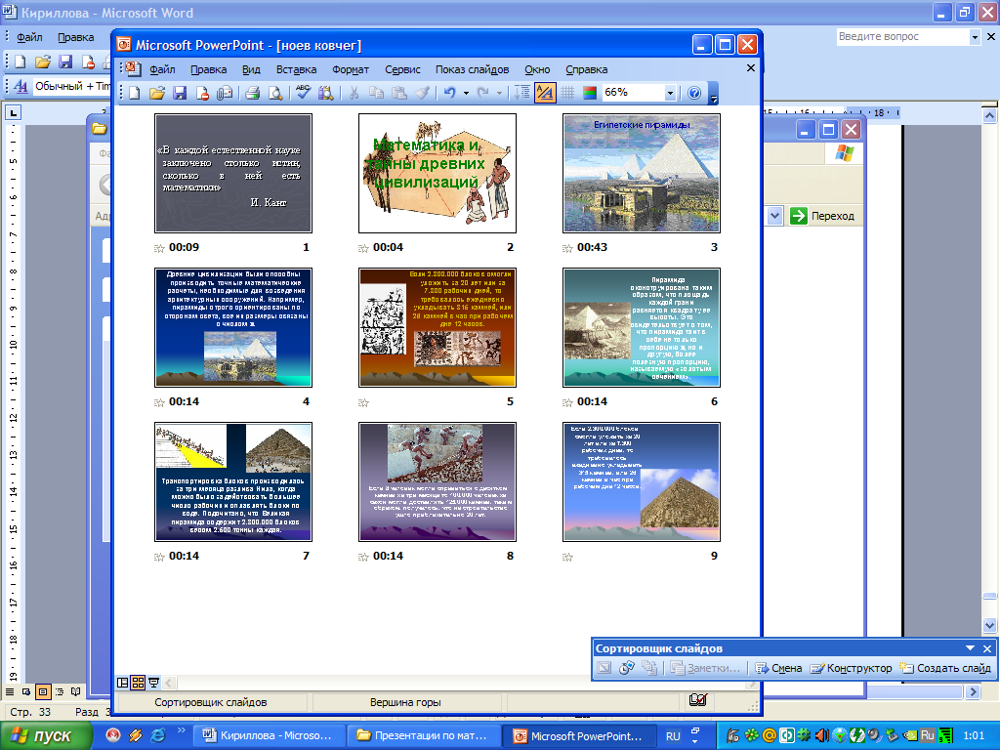 Кириллова - Microsoft Word
Файл Правка
Введите вопрос
Обычный + Tim
Microsoft PowerPoint - [ноев ковчег]
Файл Правка Вид Вставка Формат Сервис Показ слайдов Окно Справка
66%
Переход
«В каждой естественной науке
заключено столько истин,
сколько в ней есть
математики»
И. Кант
00:09 1
Математика и
тайны древних
цивилизаций
00:04 2
Египетские пирамиды
00:43 3
Древние цивилизации были способны
производить точные математические
расчеты, необходимые для возведения
архитектурных сооружений. Например,
пирамиды строго ориентированы по
сторонам света, все их размеры связаны
с числом
00:14 4
Если 2.300.000 блоков смогли
уложить за 20 лет или за
7.300 рабочих дней, то
требовалось ежедневно
укладывать 315 камней, или
26 камней в час при рабочем
дне 12 часов.
5
Пирамида
сконструирована таким
образом, что площадь
каждой грани
равняется квадрату ее
высоты. Это
свидетельствует о том,
что пирамида таит в
себе не только
пропорцию но и
другую, более
полезную пропорцию,
называемую «золотым
сечением».
00:14 6
Транспортировка блоков производилась
за три месяца разлива Нила, когда
можно было задействовать большее
число рабочих и сплавлять блоки по
воде. Подсчитано, что Великая
пирамида содержит 2.300.000 блоков
весом 2.500 тонны каждая.
00:14 7
Если 8 человек могли справиться с десятком
камней за три месяца то 100.000 человек за
сезон могли доставлять 125.000 камней, таким
образом, получалось, что на строительство
ушло приблизительно 20 лет.
00:14 8
Если 2.300.000 блоков
смогли уложить за 20
лет или за 7.300
рабочих дней, то
требовалось
ежедневно укладывать
315 камней, или 26
камней в час при
рабочем дне 12 часов.
9
Сортировщик слайдов
Заметки... Смена Конструктор Создать слайд
Сортировщик слайдов Вершина горы
Стр. 33 Разд
пуск
Кириллова - Microso...
Презентации по мат...
Microsoft PowerPoint...
RU
Ru
1:01